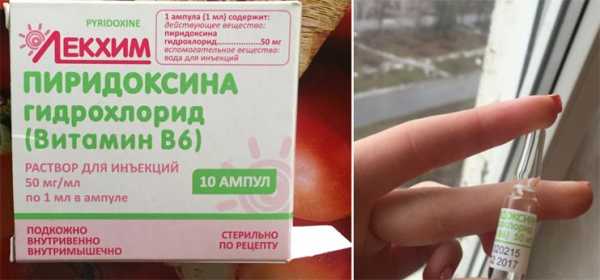 PYRIDOXINE
ЛЕКХИМ
1 ампула (1 мл) содержит:
действующее вещество:
пиридоксина
гидрохлорид....................50 мг
вспомогательное вещество:
вода для инъекций
ПИРИДОКСИНА
ГИДРОХЛОРИД
(Витамин В6)
РАСТВОР ДЛЯ ИНЪЕКЦИЙ
50 мг/мл
по 1 мл в ампуле
10 АМПУЛ
ПОДКОЖНО
ВНУТРИВЕННО
ВНУТРИМЫШЕЧНО
СТЕРИЛЬНО
ПО РЕЦЕПТУ
020215
2017